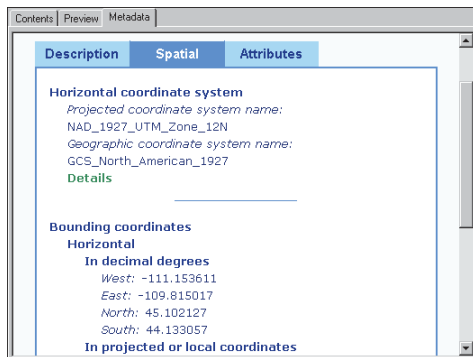 Contents Preview Metadata
Description Spatial Attributes
Horizontal coordinate system
Projected coordinate system name:
NAD_1927_UTM_Zone_12N
Geographic coordinate system name:
GCS_North_American_1927
Details
Bounding coordinates
Horizontal
In decimal degrees
West: -111.153611
East: -109.815017
North: 45.102127
South: 44.133057
In projected or local coordinates